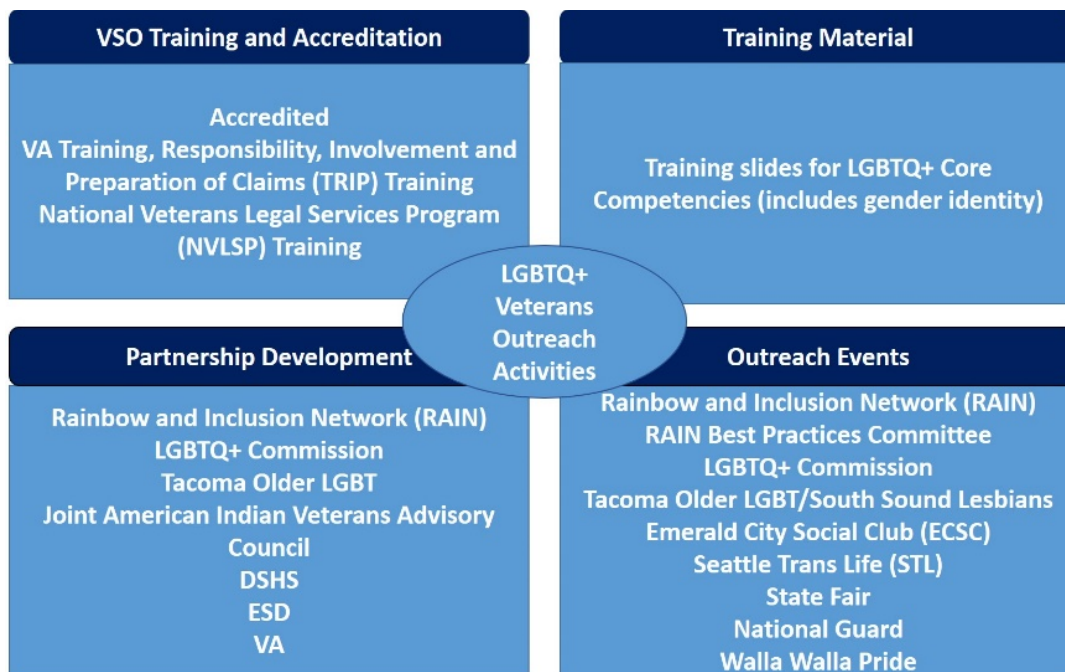 VSO Training and Accreditation
Accredited
VA Training, Responsibility, Involvement and
Preparation of Claims (TRIP) Training
National Veterans Legal Services Program
(NVLSP) Training
Training Material
Training slides for LGBTQ+ Core
Competencies (includes gender identity)
LGBTQ+
Veterans
Outreach
Activities
Partnership Development
Rainbow and Inclusion Network (RAIN)
LGBTQ+ Commission
Tacoma Older LGBT
Joint American Indian Veterans Advisory
Council
DSHS
ESD
VA
Outreach Events
Rainbow and Inclusion Network (RAIN)
RAIN Best Practices Committee
LGBTQ+ Commission
Tacoma Older LGBT/South Sound Lesbians
Emerald City Social Club (ECSC)
Seattle Trans Life (STL)
State Fair
National Guard
Walla Walla Pride